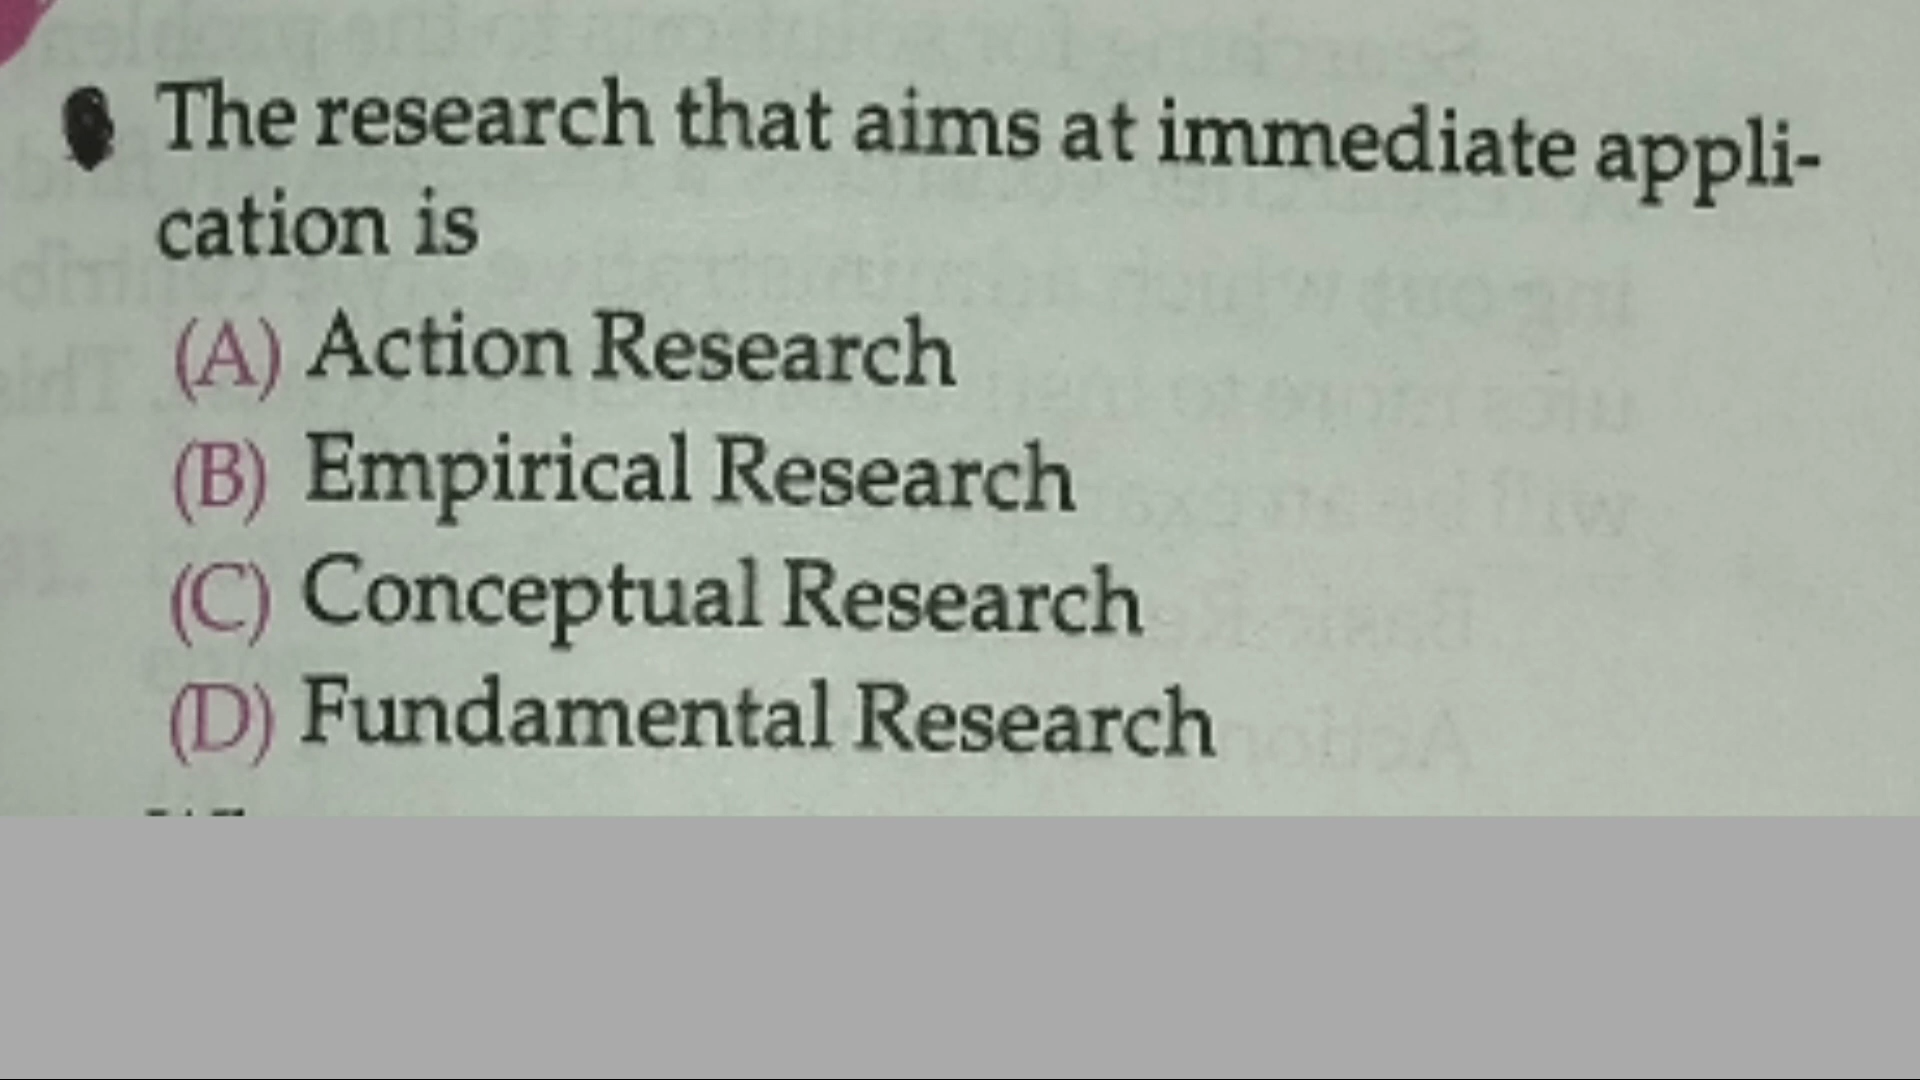 The research that aims at immediate appli-
cation is
(A) Action Research
(B) Empirical Research
(C) Conceptual Research
(D) Fundamental Research